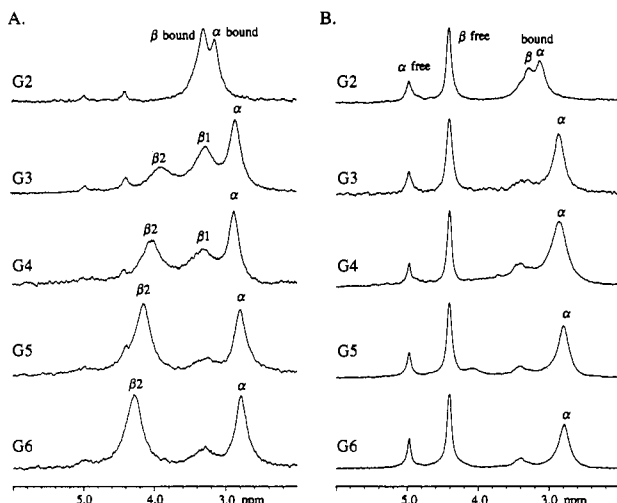 A.
β bound α bound
G2
G3
β2 β1 α
G4
β2 β1 α
G5
β2 α
G6
β2 α
5.0 4.0 3.0 ppm
B.
α free β free bound
β α
G2
G3
α
G4
α
G5
α
G6
α
5.0 4.0 3.0 ppm